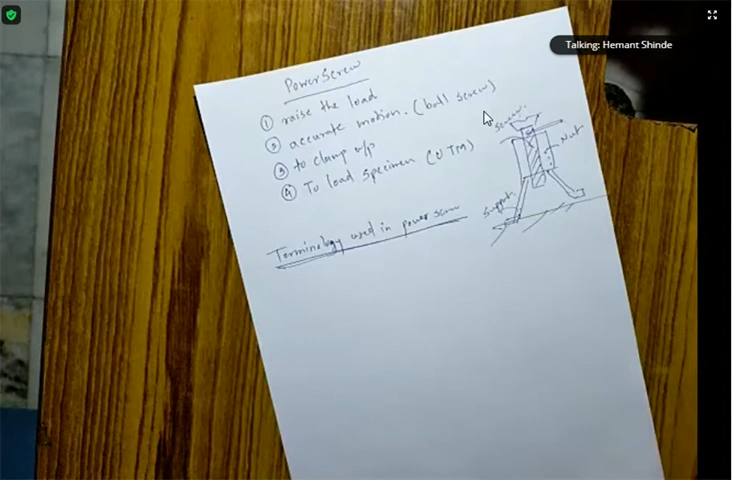 Talking: Hemant Shinde
Power Screw
① raise the load
② accurate motion. (ball screw)
③ to clamp w/p
④ To load specimen (UTM)
Screw.
Nut
Support.
Terminology used in power screw